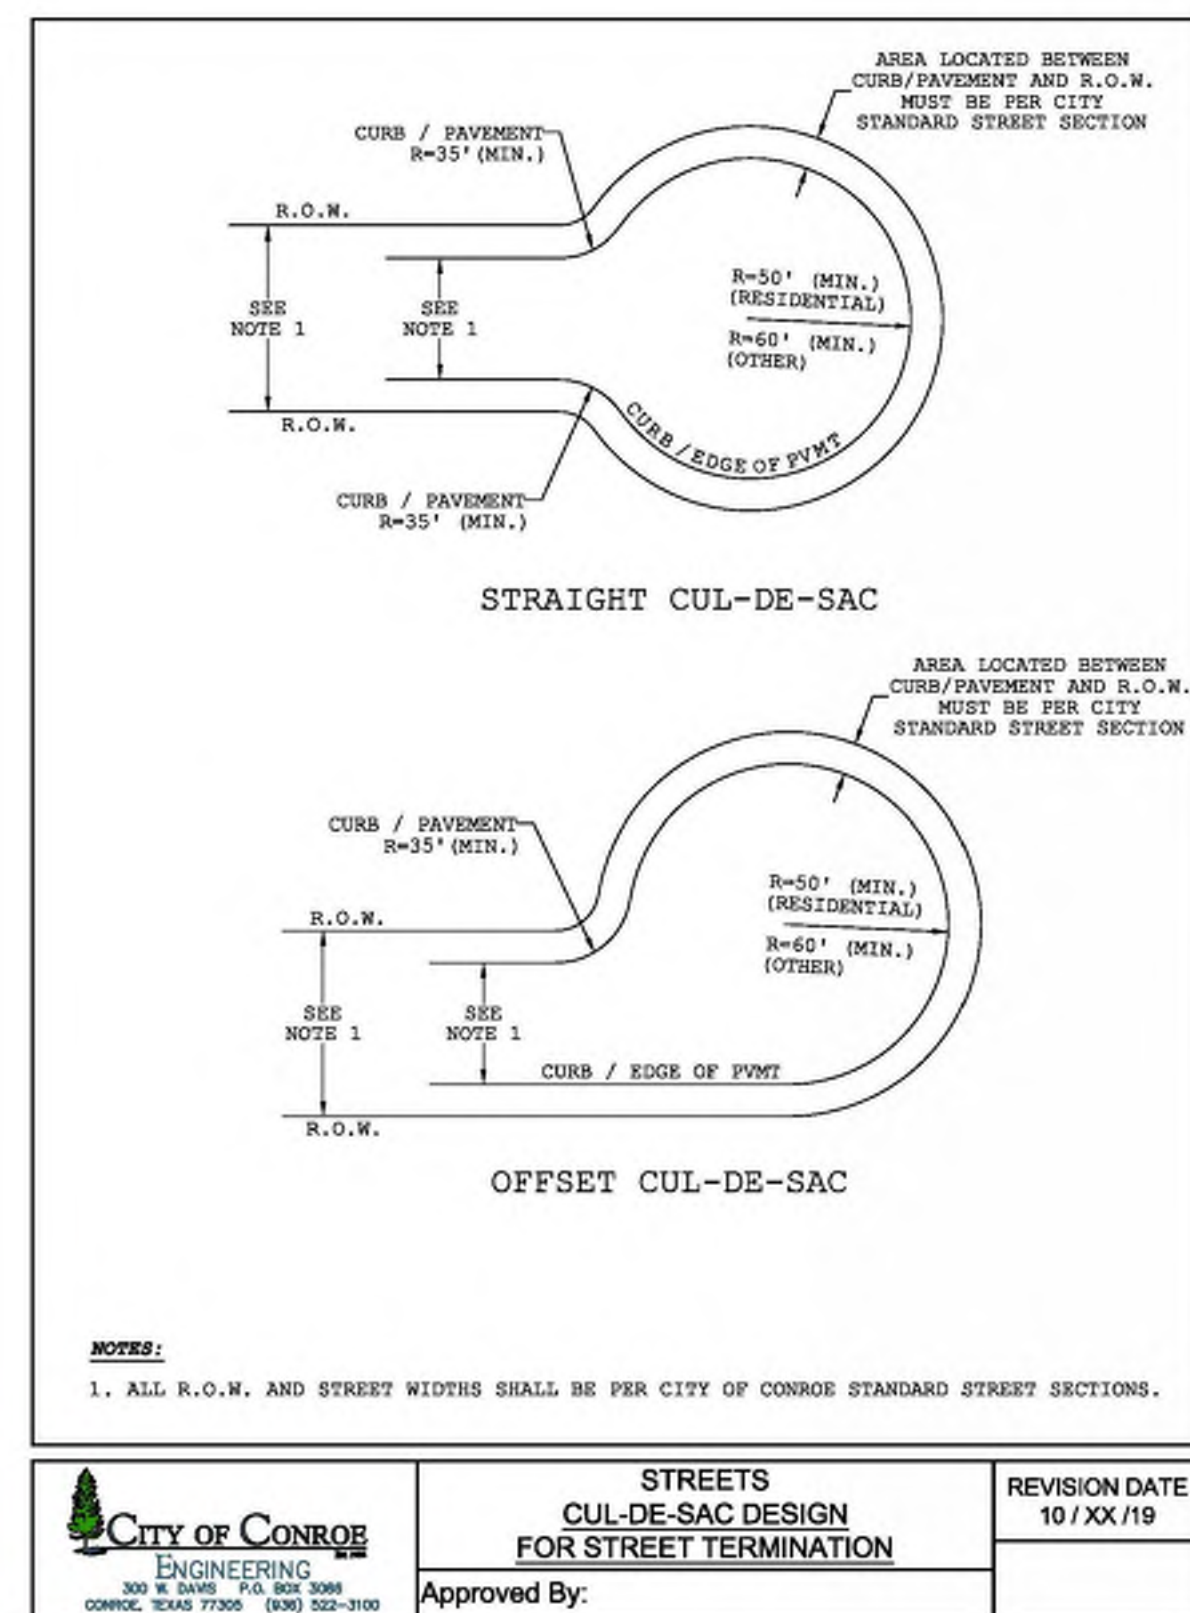 AREA LOCATED BETWEEN
CURB/PAVEMENT AND R.O.W.
MUST BE PER CITY
STANDARD STREET SECTION
CURB / PAVEMENT
R=35'(MIN.)
R.O.W.
SEE
NOTE 1
SEE
NOTE 1
R=50' (MIN.)
(RESIDENTIAL)
R=60' (MIN.)
(OTHER)
R.O.W.
CURB /EDGE OF PVMT
CURB / PAVEMENT
R=35' (MIN.)
STRAIGHT CUL-DE-SAC
AREA LOCATED BETWEEN
CURB/PAVEMENT AND R.O.W.
MUST BE PER CITY
STANDARD STREET SECTION
CURB / PAVEMENT
R=35'(MIN.)
R.O.W.
R=50' (MIN.)
(RESIDENTIAL)
R=60' (MIN.)
(OTHER)
SEE
NOTE 1
SEE
NOTE 1
CURB / EDGE OF PVMT
R.O.W.
OFFSET CUL-DE-SAC
NOTES:
1. ALL R.O.W. AND STREET WIDTHS SHALL BE PER CITY OF CONROE STANDARD STREET SECTIONS.
CITY OF CONROE
ENGINEERING
300 W. DAVIS P.O. BOX 3066
CONROE, TEXAS 77305 (936) 522-3100
STREETS
CUL-DE-SAC DESIGN
FOR STREET TERMINATION
Approved By:
REVISION DATE
10 / XX /19